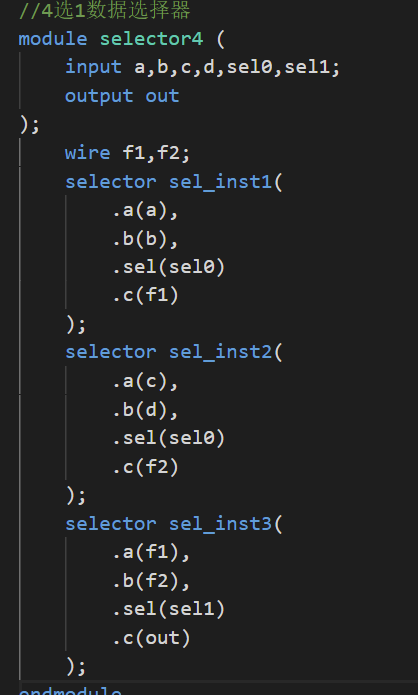 //4选1数据选择器
module selector4 (
    input a,b,c,d,sel0,sel1;
    output out
);
    wire f1,f2;
    selector sel_inst1(
        .a(a),
        .b(b),
        .sel(sel0)
        .c(f1)
    );
    selector sel_inst2(
        .a(c),
        .b(d),
        .sel(sel0)
        .c(f2)
    );
    selector sel_inst3(
        .a(f1),
        .b(f2),
        .sel(sel1)
        .c(out)
    );
endmodule